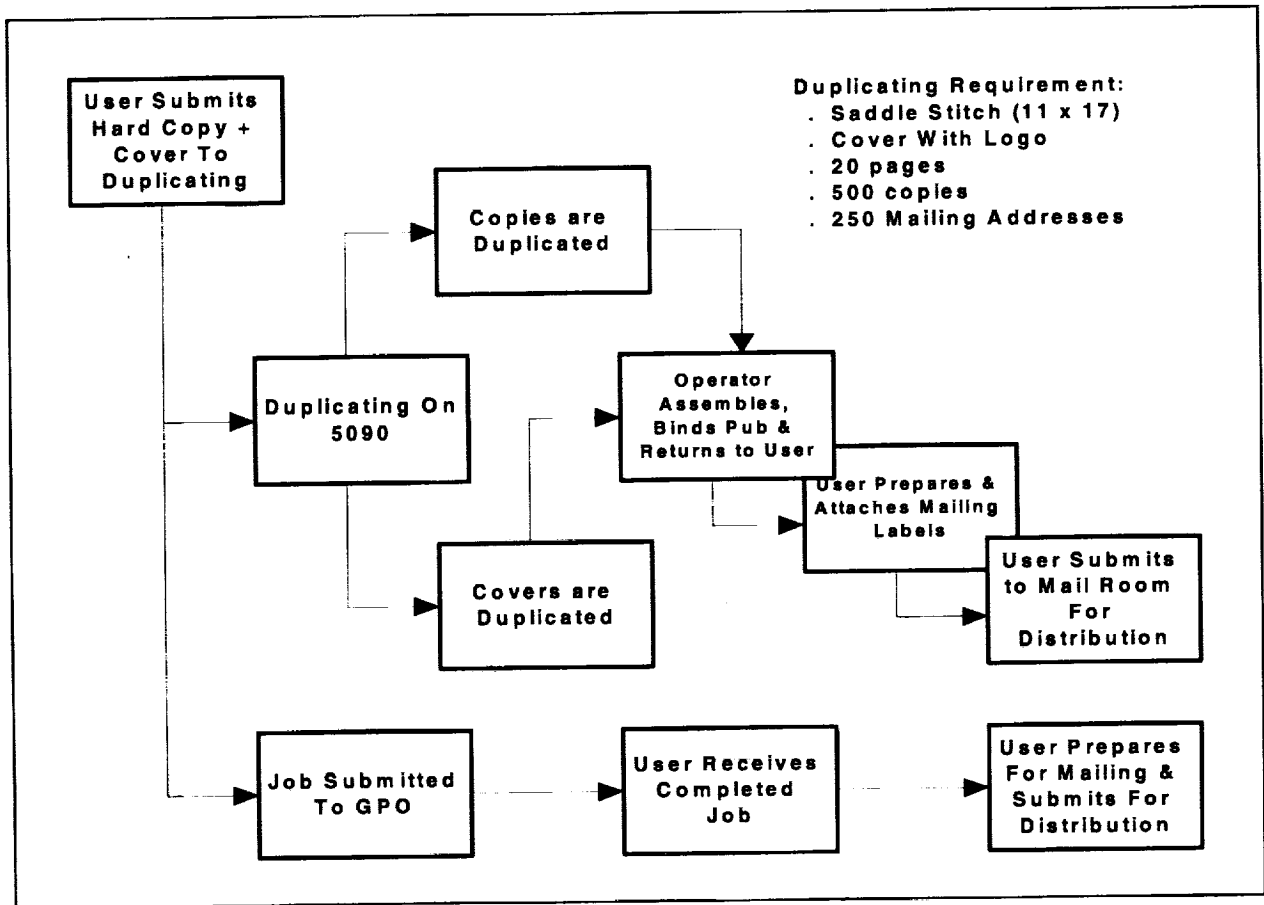 User Submits
Hard Copy +
Cover To
Duplicating
Duplicating Requirement:
. Saddle Stitch (11 x 17)
. Cover With Logo
. 20 pages
. 500 copies
. 250 Mailing Addresses
Copies are
Duplicated
Duplicating On
5090
Operator
Assembles,
Binds Pub &
Returns to User
User Prepares &
Attaches Mailing
Labels
Covers are
Duplicated
User Submits
to Mail Room
For
Distribution
Job Submitted
To GPO
User Receives
Completed
Job
User Prepares
For Mailing &
Submits For
Distribution